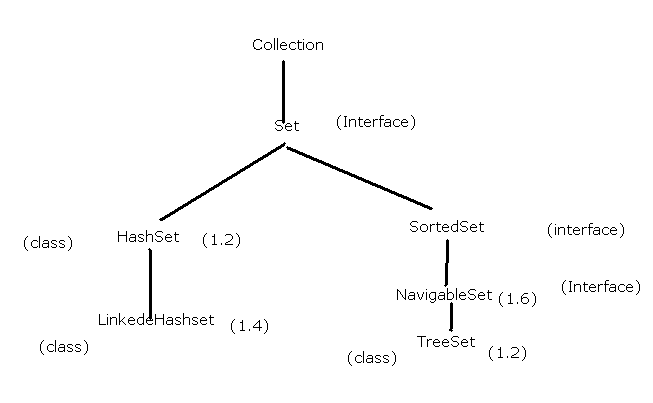 Collection
Set (Interface)
HashSet (1.2)
(class)
SortedSet (interface)
NavigableSet (1.6) (Interface)
LinkedeHashset (1.4)
(class)
TreeSet (1.2)
(class)